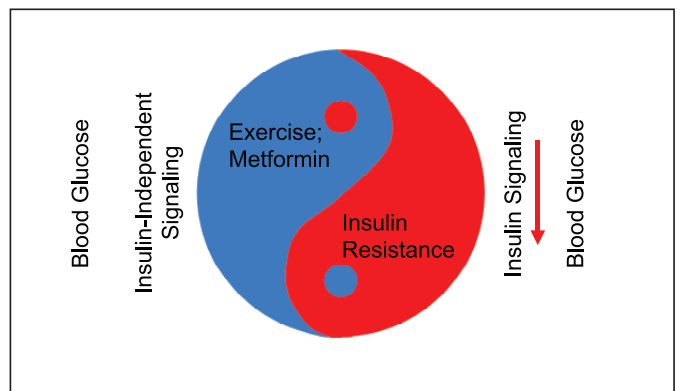 Blood Glucose
Insulin-Independent
Signaling
Exercise;
Metformin
Insulin
Resistance
Insulin Signaling
Blood Glucose